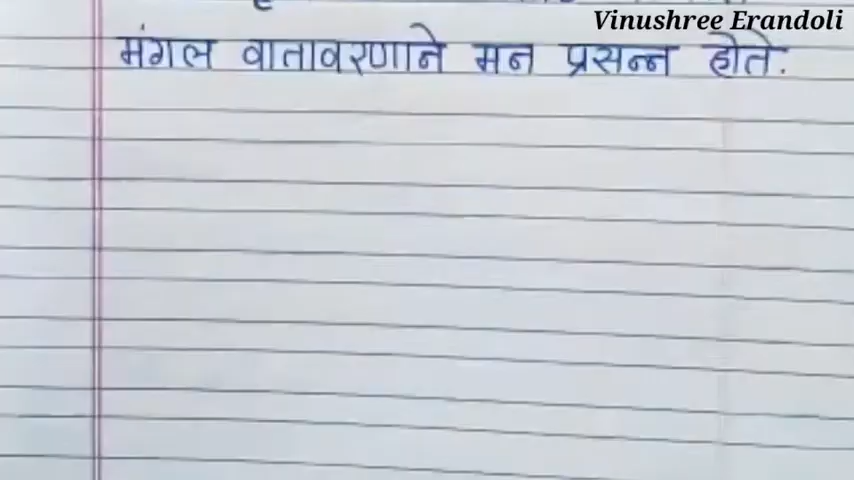 Vinushree Erandoli
मंगल वातावरणाने मन प्रसन्न होते.